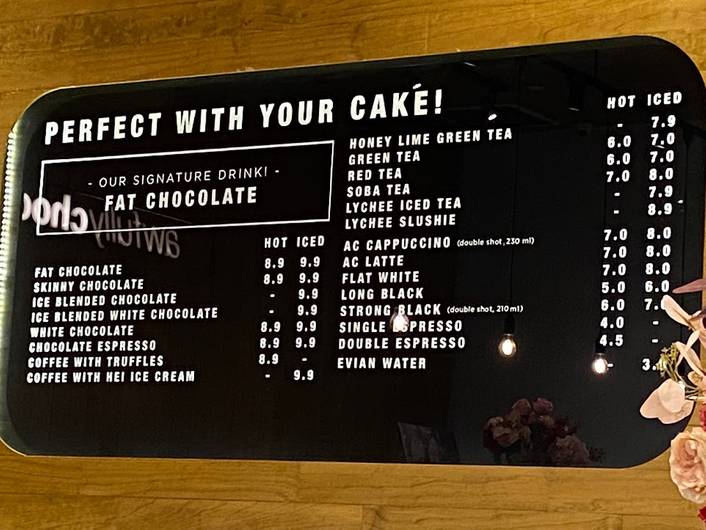 PERFECT WITH YOUR CAKE!
- OUR SIGNATURE DRINK! -
FAT CHOCOLATE
HOT ICED
FAT CHOCOLATE 8.9 9.9
SKINNY CHOCOLATE 8.9 9.9
ICE BLENDED CHOCOLATE - 9.9
ICE BLENDED WHITE CHOCOLATE - 9.9
WHITE CHOCOLATE 8.9 9.9
CHOCOLATE ESPRESSO 8.9 9.9
COFFEE WITH TRUFFLES 8.9 -
COFFEE WITH HEI ICE CREAM - 9.9
HOT ICED
HONEY LIME GREEN TEA - 7.9
GREEN TEA 6.0 7.0
RED TEA 6.0 7.0
SOBA TEA 7.0 8.0
LYCHEE ICED TEA - 7.9
LYCHEE SLUSHIE - 8.9
AC CAPPUCCINO (double shot, 230 ml) 7.0 8.0
AC LATTE 7.0 8.0
FLAT WHITE 7.0 8.0
LONG BLACK 5.0 6.0
STRONG BLACK (double shot, 210 ml) 6.0 7.0
SINGLE ESPRESSO 4.0 -
DOUBLE ESPRESSO 4.5 -
EVIAN WATER -
awfully choc